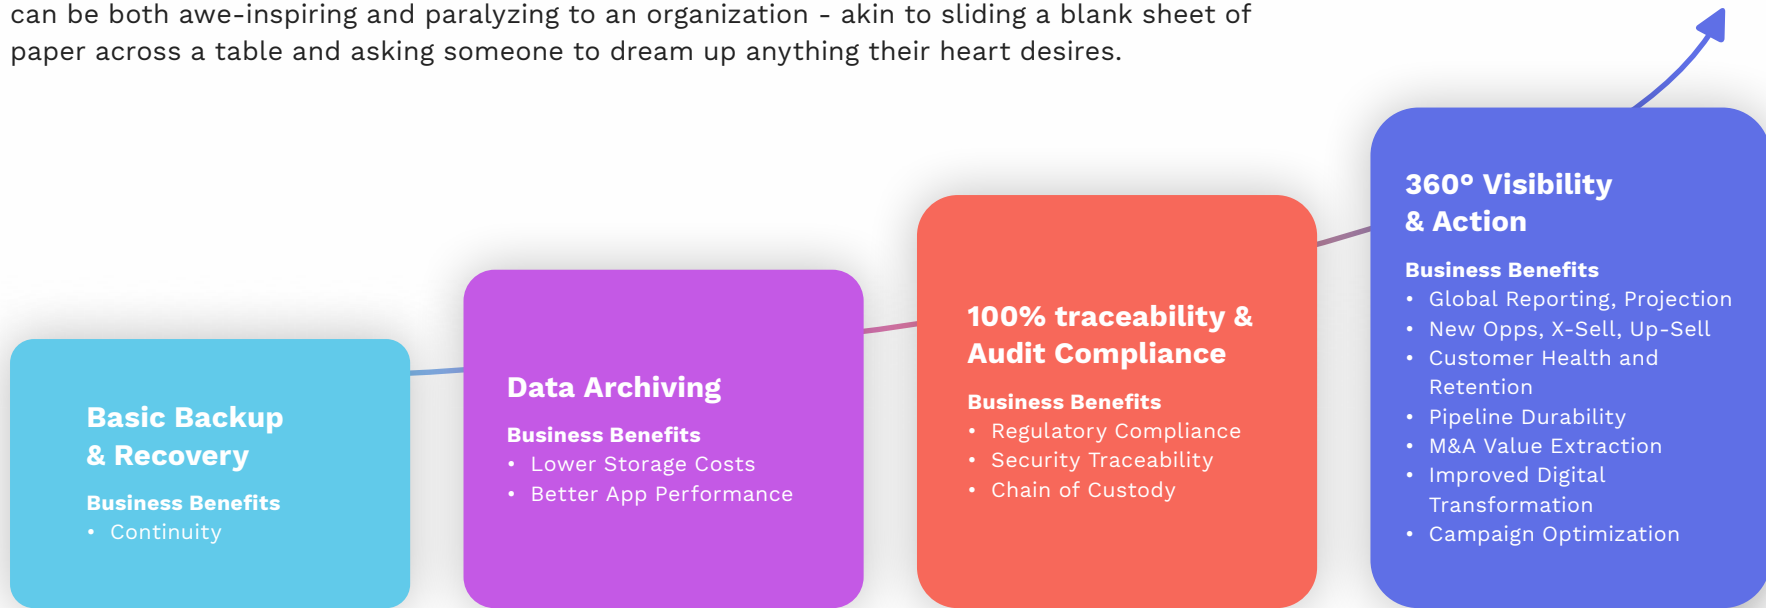 can be both awe-inspiring and paralyzing to an organization - akin to sliding a blank sheet of
paper across a table and asking someone to dream up anything their heart desires.
Basic Backup
& Recovery
Business Benefits
• Continuity
Data Archiving
Business Benefits
• Lower Storage Costs
• Better App Performance
100% traceability &
Audit Compliance
Business Benefits
• Regulatory Compliance
• Security Traceability
• Chain of Custody
360° Visibility
& Action
Business Benefits
• Global Reporting, Projection
• New Opps, X-Sell, Up-Sell
• Customer Health and
Retention
• Pipeline Durability
• M&A Value Extraction
• Improved Digital
Transformation
• Campaign Optimization